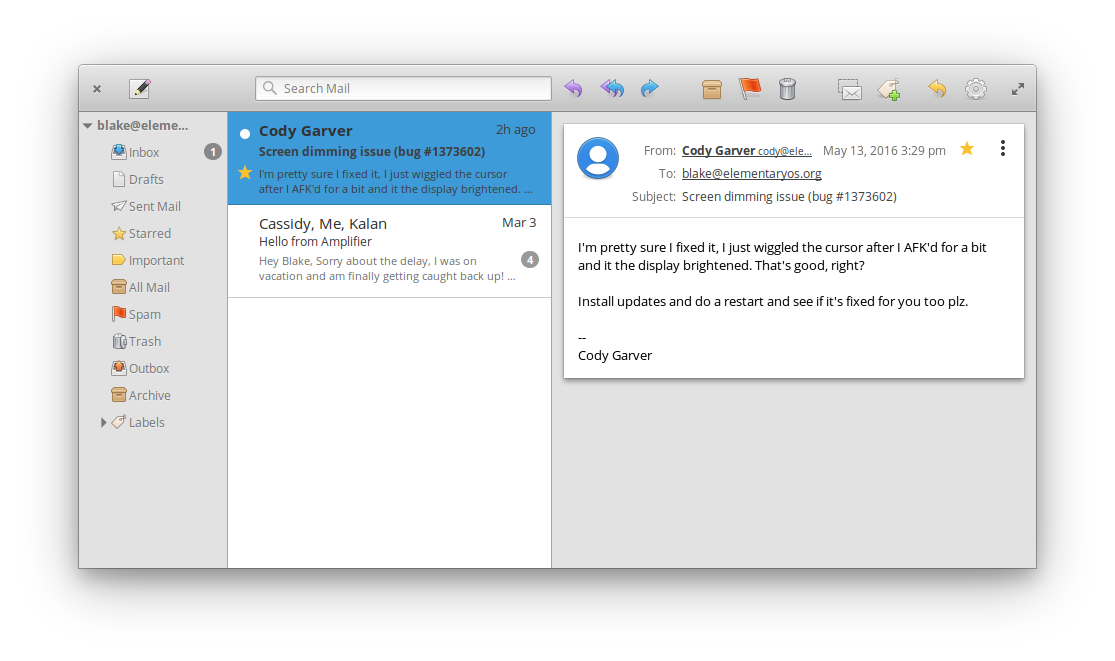 Search Mail
blake@eleme...
Inbox 1
Drafts
Sent Mail
Starred
Important
All Mail
Spam
Trash
Outbox
Archive
Labels
Cody Garver 2h ago
Screen dimming issue (bug #1373602)
I'm pretty sure I fixed it, I just wiggled the cursor
after I AFK'd for a bit and it the display brightened. ...
Cassidy, Me, Kalan Mar 3
Hello from Amplifier
Hey Blake, Sorry about the delay, I was on 4
vacation and am finally getting caught back up! ...
From: Cody Garver cody@ele... May 13, 2016 3:29 pm
To: blake@elementaryos.org
Subject: Screen dimming issue (bug #1373602)
I'm pretty sure I fixed it, I just wiggled the cursor after I AFK'd for a bit
and it the display brightened. That's good, right?
Install updates and do a restart and see if it's fixed for you too plz.
--
Cody Garver